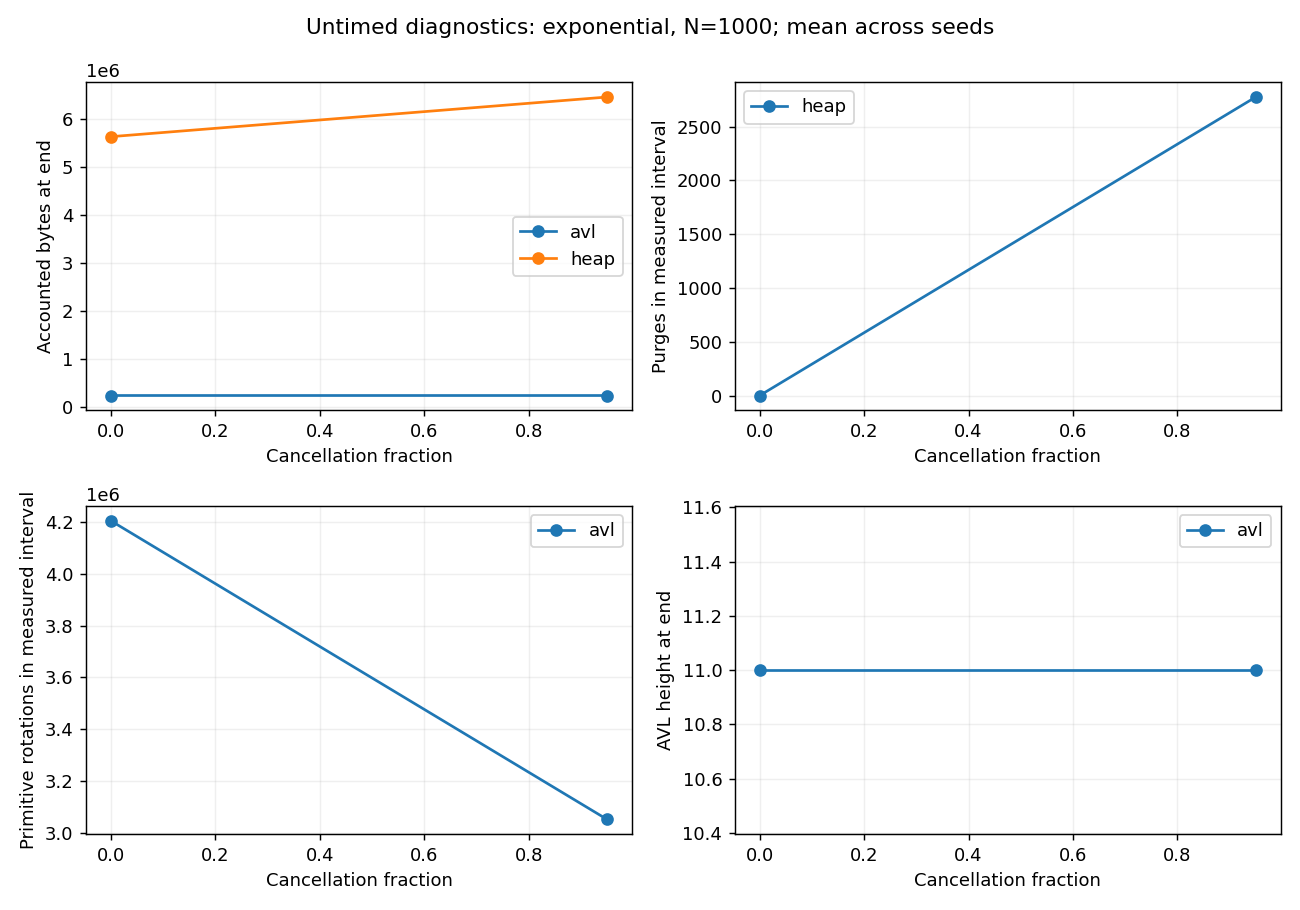 Untimed diagnostics: exponential, N=1000; mean across seeds
1e6
Accounted bytes at end
6
5
4
3
2
1
0
avl
heap
0.0 0.2 0.4 0.6 0.8
Cancellation fraction
Purges in measured interval
2500
2000
1500
1000
500
0
heap
0.0 0.2 0.4 0.6 0.8
Cancellation fraction
1e6
Primitive rotations in measured interval
4.2
4.0
3.8
3.6
3.4
3.2
3.0
avl
0.0 0.2 0.4 0.6 0.8
Cancellation fraction
AVL height at end
11.6
11.4
11.2
11.0
10.8
10.6
10.4
avl
0.0 0.2 0.4 0.6 0.8
Cancellation fraction